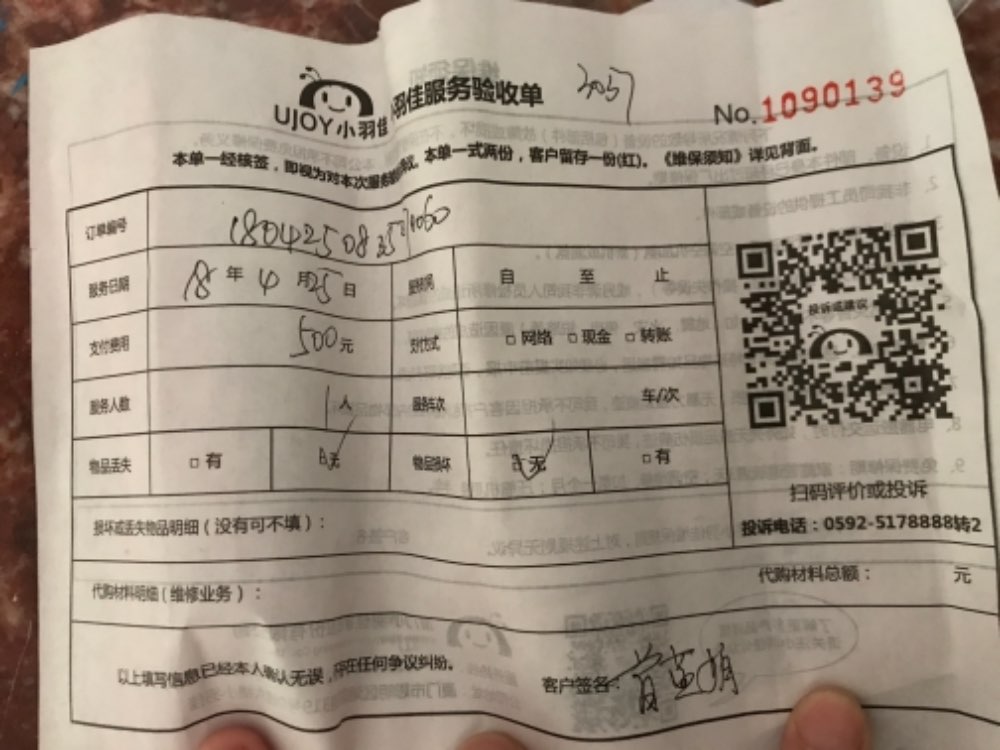 UJOY小羽佳 小羽佳服务验收单 2057 No.1090139
本单一经核签，即视为对本次服务 本单一式两份，客户留存一份(红)。《维保须知》详见背面。
订单编号
服务日期 18年4月25日 服务时间 自 至 止
支付费用 500元 支付方式 □网络 □现金 □转账
服务人数 1人 服务车次 车/次
物品丢失 □有 □无 物品损坏 □无 □有
投诉或建议
扫码评价或投诉
投诉电话：0592-5178888转2
损坏或丢失物品明细（没有可不填）：
代购材料明细（维修业务）： 代购材料总额： 元
以上填写信息已经本人确认无误，不存在任何争议纠纷。
客户签名：